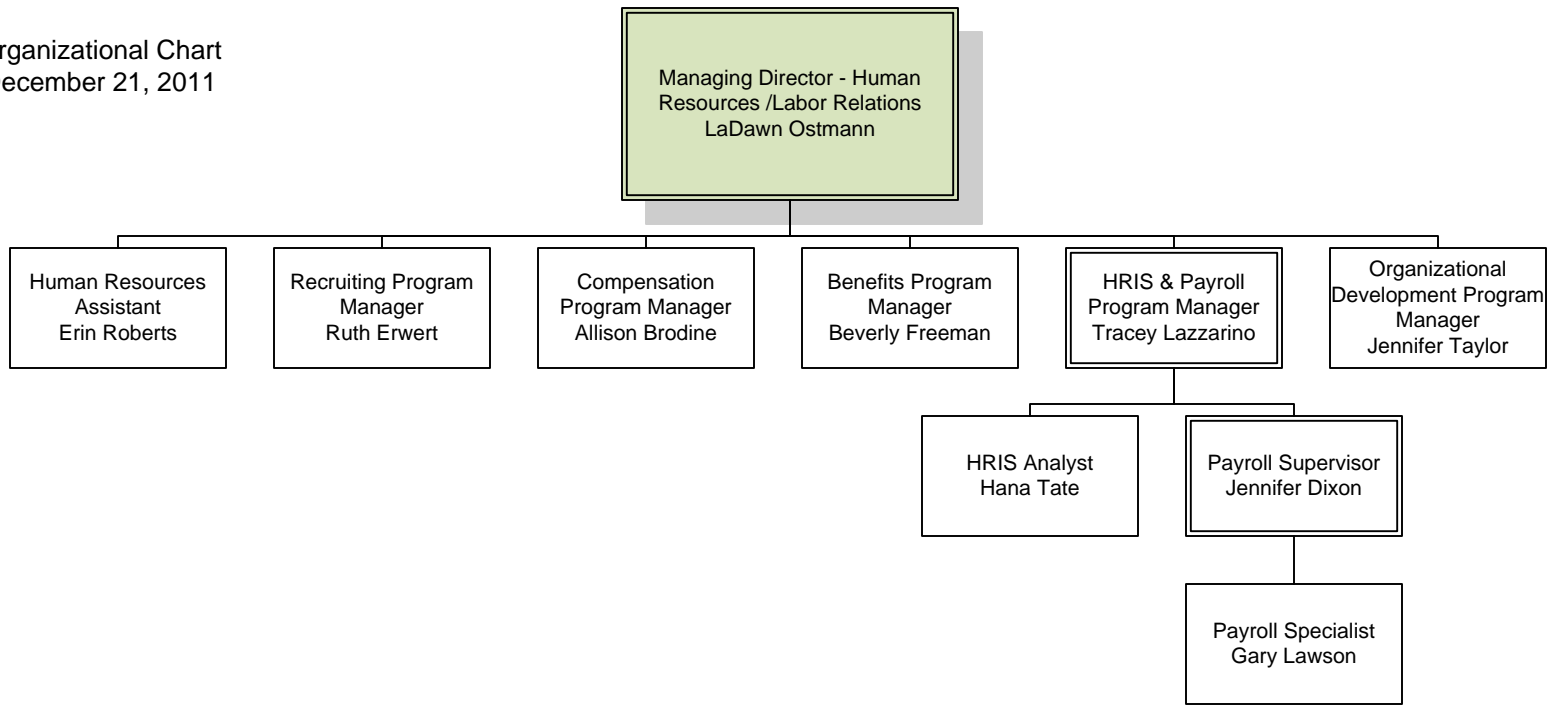 rganizational Chart
ecember 21, 2011
Managing Director - Human
Resources /Labor Relations
LaDawn Ostmann
Human Resources
Assistant
Erin Roberts
Recruiting Program
Manager
Ruth Erwert
Compensation
Program Manager
Allison Brodine
Benefits Program
Manager
Beverly Freeman
HRIS & Payroll
Program Manager
Tracey Lazzarino
Organizational
Development Program
Manager
Jennifer Taylor
HRIS Analyst
Hana Tate
Payroll Supervisor
Jennifer Dixon
Payroll Specialist
Gary Lawson